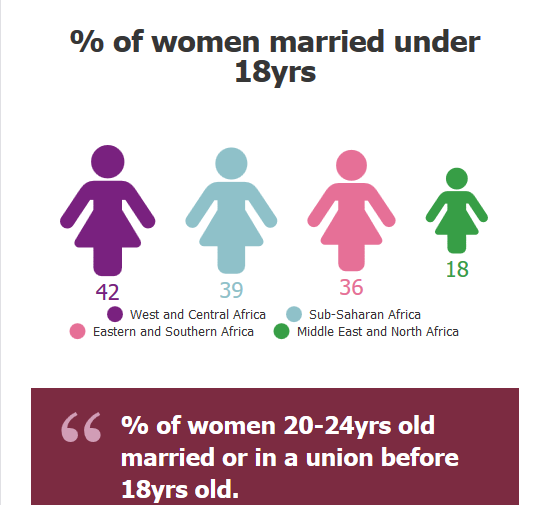 % of women married under
18yrs
42
39
36
18
West and Central Africa
Sub-Saharan Africa
Eastern and Southern Africa
Middle East and North Africa
“
% of women 20-24yrs old
married or in a union before
18yrs old.